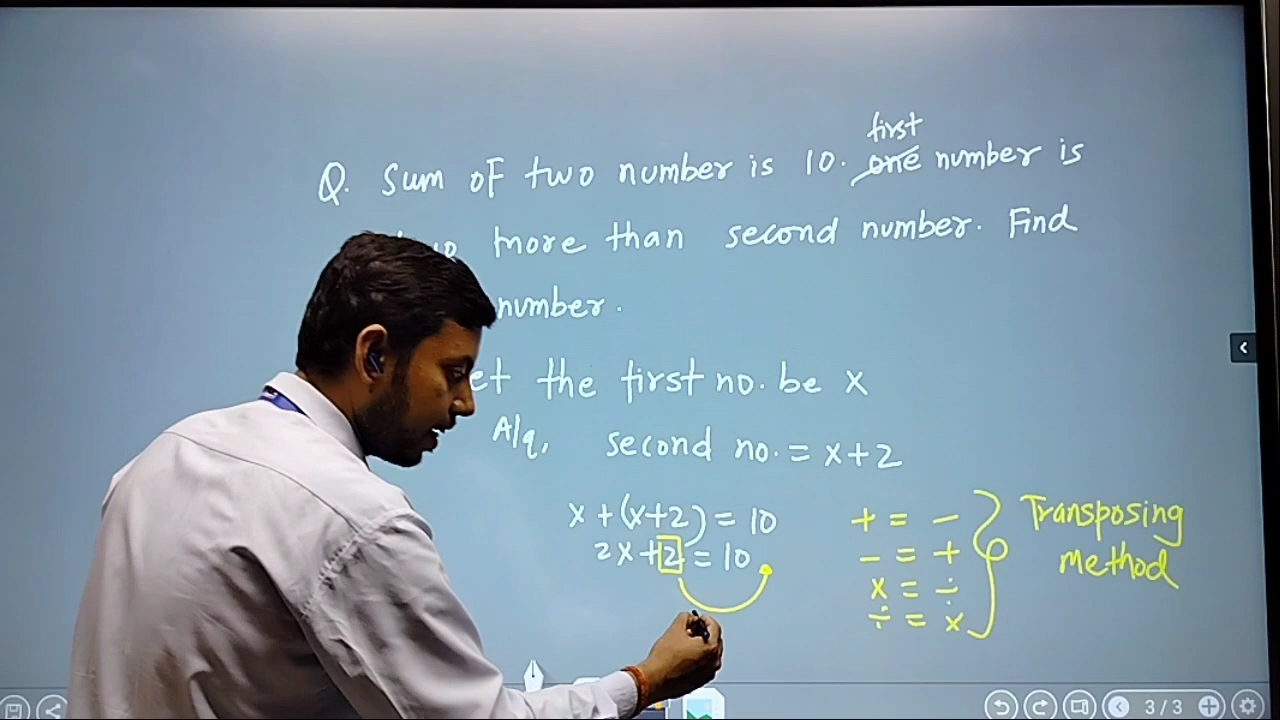 first
Q. Sum of two number is 10. one number is
more than second number. Find
number.
the first no. be x
A/q, second no. = x+2
x + (x+2) = 10
2x + 2 = 10
+ = -
- = +
x = ÷
÷ = x
Transposing
method
3/3